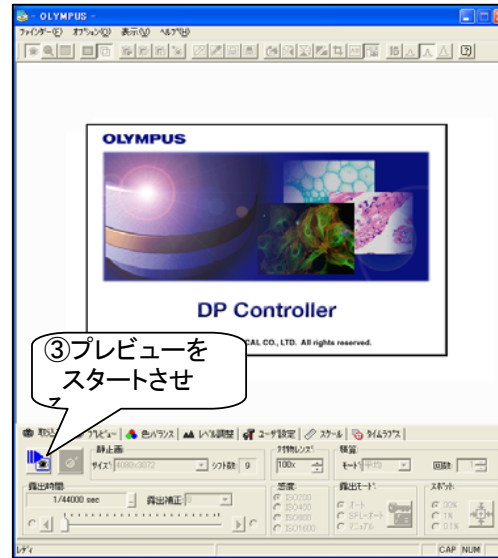 - OLYMPUS -
ファインダー(F) オプション(O) 表示(V) ヘルプ(H)
OLYMPUS
DP Controller
CAL CO., LTD. All rights reserved.
③プレビューを
スタートさせ
る
取込 プレビュー 色バランス レベル調整 ユーザ設定 スケール タイムラプス
静止画 対物レンズ: 積算:
サイズ: 4080x3072 シフト数: 9 100x モード: 平均 回数: 1
露出時間: 感度: 露出モード: スポット:
1/44000 sec 露出補正: 0 ISO200 オート 30%
ISO400 SFL-オート 1%
ISO800 マニュアル 0.1%
ISO1600
レディ CAP NUM